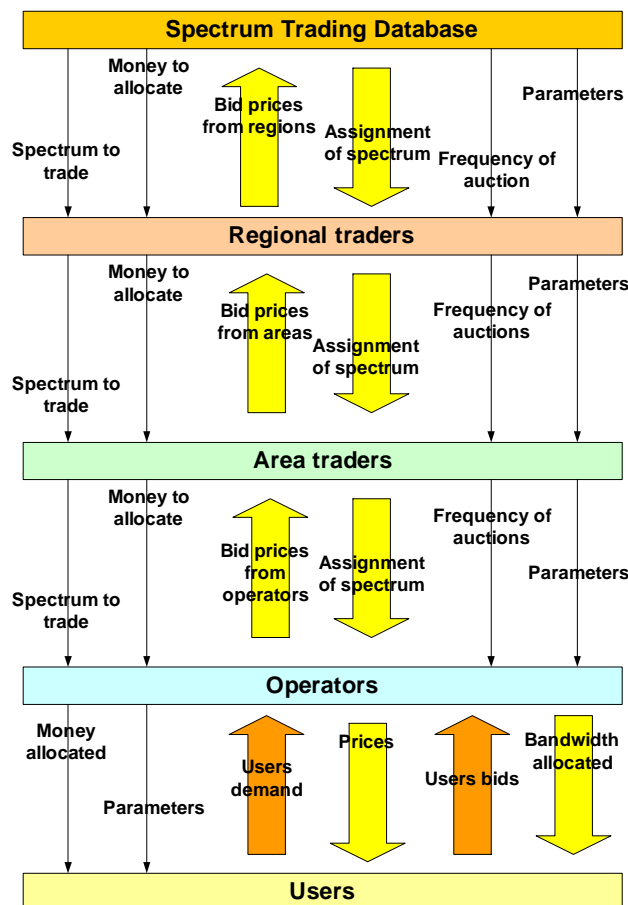 Spectrum Trading Database
Money to
allocate
Bid prices
from regions
Parameters
Assignment
of spectrum
Spectrum to
trade
Frequency of
auction
Regional traders
Money to
allocate
Parameters
Bid prices
from areas
Frequency of
auctions
Assignment
of spectrum
Spectrum to
trade
Area traders
Money to
allocate
Frequency of
auctions
Bid prices
from
operators
Assignment
of spectrum
Parameters
Spectrum to
trade
Operators
Money
allocated
Prices
Bandwidth
allocated
Users
demand
Users bids
Parameters
Users